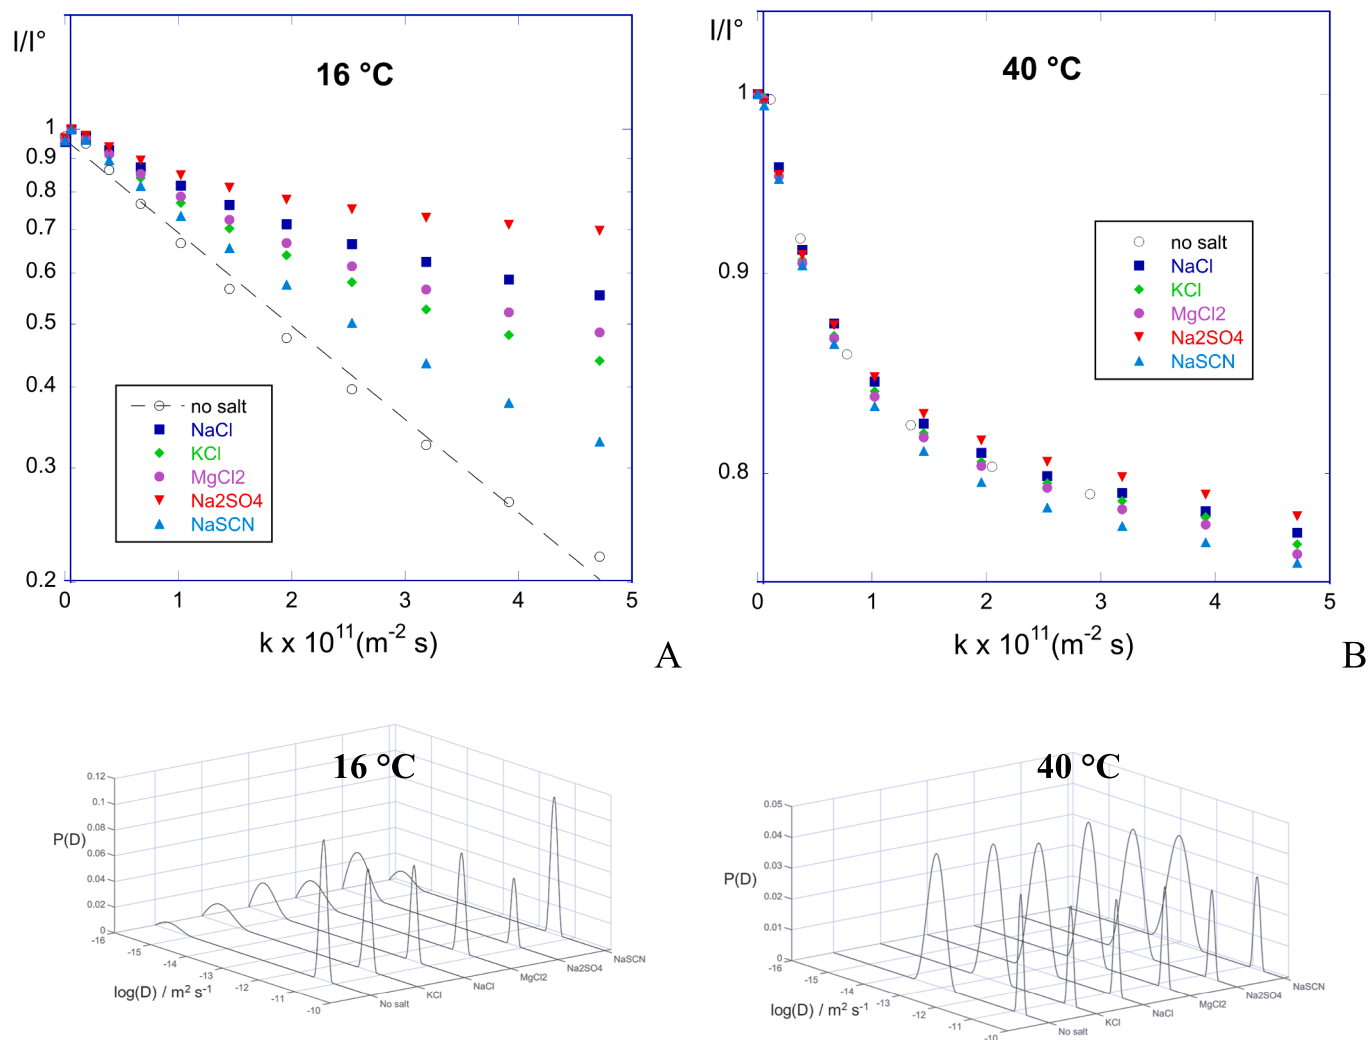 I/I°
16 °C
1
0.9
0.8
0.7
0.6
0.5
0.4
0.3
0.2
0 1 2 3 4 5
k x 10¹¹(m⁻² s)
no salt
NaCl
KCl
MgCl2
Na2SO4
NaSCN
A
I/I°
40 °C
1
0.9
0.8
0 1 2 3 4 5
k x 10¹¹(m⁻² s)
no salt
NaCl
KCl
MgCl2
Na2SO4
NaSCN
B
16 °C
0.12
0.1
0.08
0.06
0.04
0.02
0
P(D)
-16
-15
-14
-13
-12
-11
-10
log(D) / m² s⁻¹
No salt
KCl
NaCl
MgCl2
Na2SO4
NaSCN
40 °C
0.05
0.04
0.03
0.02
0.01
0
P(D)
-16
-15
-14
-13
-12
-11
-10
log(D) / m² s⁻¹
No salt
KCl
NaCl
MgCl2
Na2SO4
NaSCN